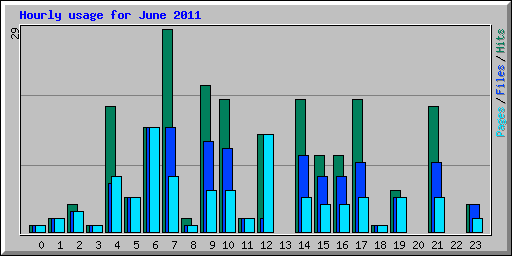 Hourly usage for June 2011
29
Pages/Files/Hits
0 1 2 3 4 5 6 7 8 9 10 11 12 13 14 15 16 17 18 19 20 21 22 23